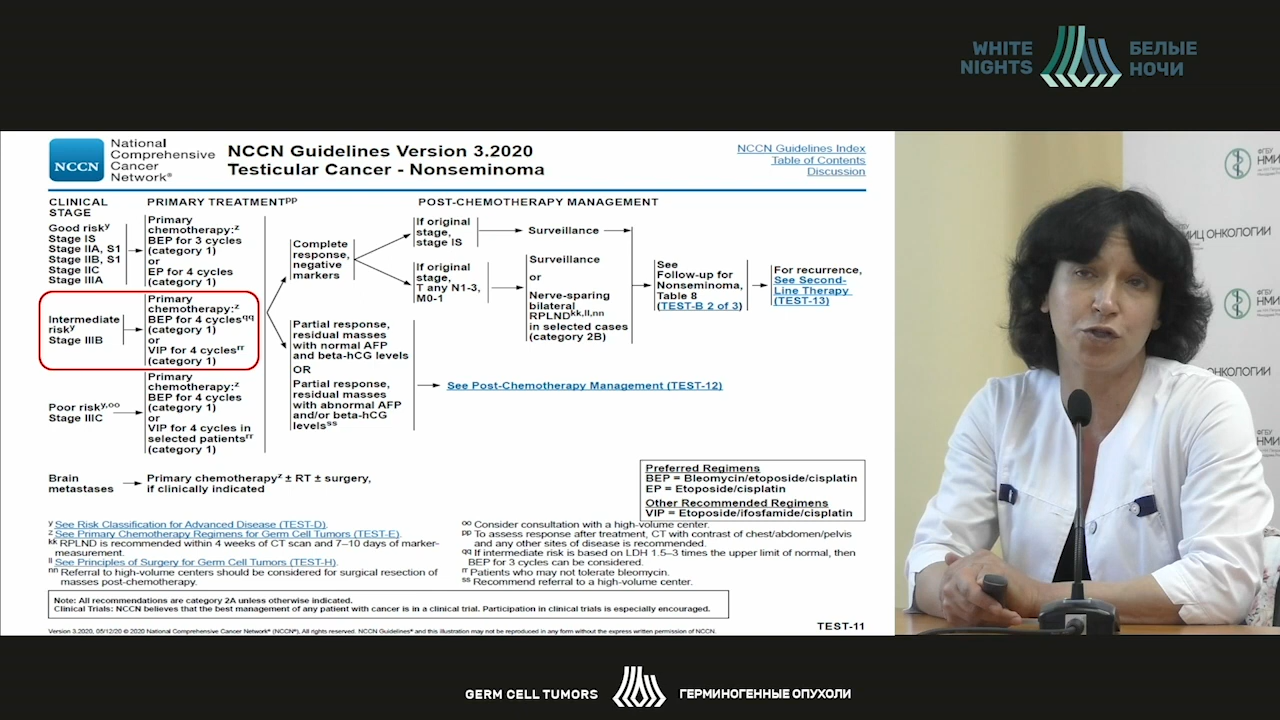 WHITE
NIGHTS
БЕЛЫЕ
НОЧИ
NCCN
National
Comprehensive
Cancer
Network®
NCCN Guidelines Version 3.2020
Testicular Cancer - Nonseminoma
NCCN Guidelines Index
Table of Contents
Discussion
CLINICAL
STAGE
PRIMARY TREATMENTpp
POST-CHEMOTHERAPY MANAGEMENT
Good risky
Stage IS
Stage IIA, S1
Stage IIB, S1
Stage IIC
Stage IIIA
Primary
chemotherapy:z
BEP for 3 cycles
(category 1)
or
EP for 4 cycles
(category 1)
Intermediate
risky
Stage IIIB
Primary
chemotherapy:z
BEP for 4 cyclesqq
(category 1)
or
VIP for 4 cyclesrr
(category 1)
Poor risky,oo
Stage IIIC
Primary
chemotherapy:z
BEP for 4 cycles
(category 1)
or
VIP for 4 cycles in
selected patientsrr
(category 1)
Complete
response,
negative
markers
Partial response,
residual masses
with normal AFP
and beta-hCG levels
OR
Partial response,
residual masses
with abnormal AFP
and/or beta-hCG
levelsss
If original
stage,
stage IS
Surveillance
If original
stage,
T any N1-3,
M0-1
Surveillance
or
Nerve-sparing
bilateral
RPLNDkk,ll,nn
in selected cases
(category 2B)
See
Follow-up for
Nonseminoma,
Table 8
(TEST-B 2 of 3)
For recurrence,
See Second-
Line Therapy
(TEST-13)
See Post-Chemotherapy Management (TEST-12)
Brain
metastases
Primary chemotherapyz ± RT ± surgery,
if clinically indicated
Preferred Regimens
BEP = Bleomycin/etoposide/cisplatin
EP = Etoposide/cisplatin
Other Recommended Regimens
VIP = Etoposide/ifosfamide/cisplatin
y See Risk Classification for Advanced Disease (TEST-D).
z See Primary Chemotherapy Regimens for Germ Cell Tumors (TEST-E).
kk RPLND is recommended within 4 weeks of CT scan and 7–10 days of marker-
measurement.
ll See Principles of Surgery for Germ Cell Tumors (TEST-H).
nn Referral to high-volume centers should be considered for surgical resection of
masses post-chemotherapy.
oo Consider consultation with a high-volume center.
pp To assess response after treatment, CT with contrast of chest/abdomen/pelvis
and any other sites of disease is recommended.
qq If intermediate risk is based on LDH 1.5–3 times the upper limit of normal, then
BEP for 3 cycles can be considered.
rr Patients who may not tolerate bleomycin.
ss Recommend referral to a high-volume center.
Note: All recommendations are category 2A unless otherwise indicated.
Clinical Trials: NCCN believes that the best management of any patient with cancer is in a clinical trial. Participation in clinical trials is especially encouraged.
Version 3.2020, 05/12/20 © 2020 National Comprehensive Cancer Network® (NCCN®), All rights reserved. NCCN Guidelines® and this illustration may not be reproduced in any form without the express written permission of NCCN.
TEST-11
ФГБУ
НМИ
НМИЦ ОНКОЛОГИИ
ОНКОЛОГИИ
ФГБУ
GERM CELL TUMORS
ГЕРМИНОГЕННЫЕ ОПУХОЛИ